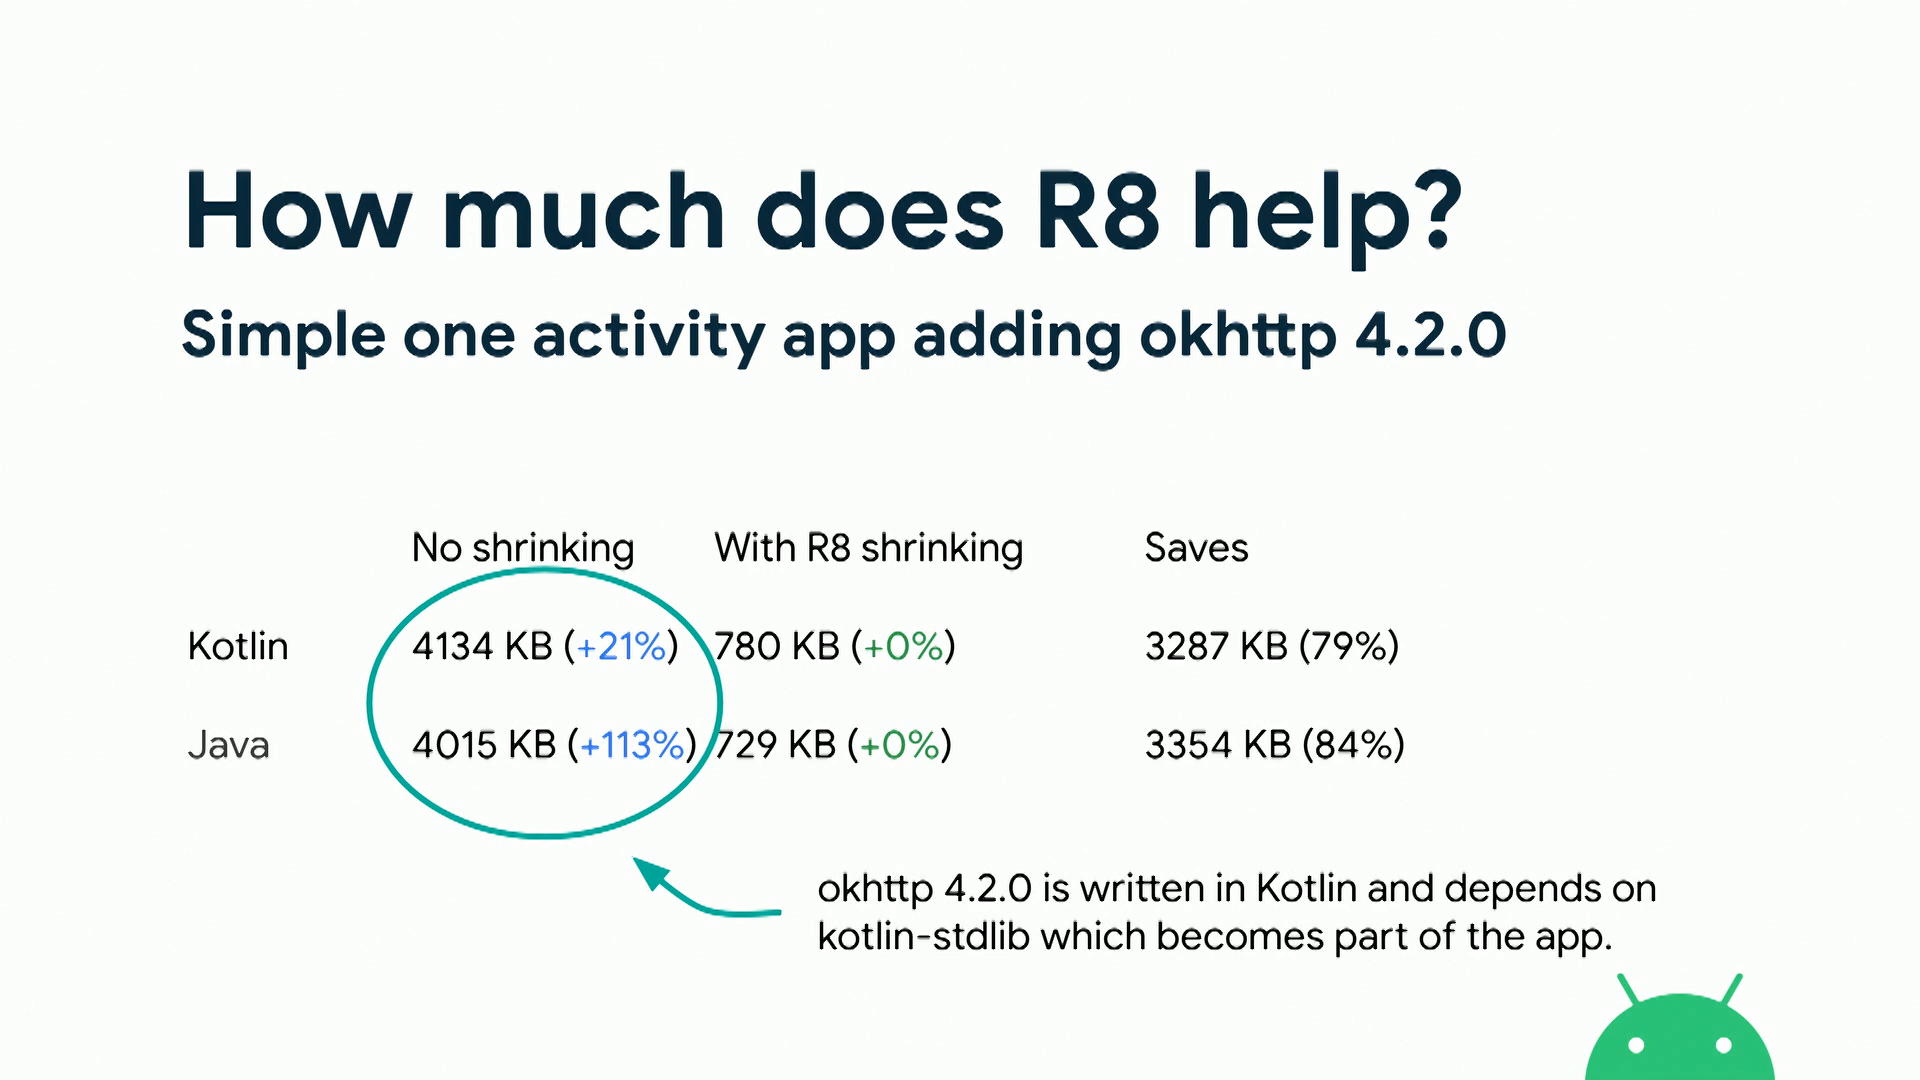 How much does R8 help?
Simple one activity app adding okhttp 4.2.0
No shrinking With R8 shrinking Saves
Kotlin 4134 KB (+21%) 780 KB (+0%) 3287 KB (79%)
Java 4015 KB (+113%) 729 KB (+0%) 3354 KB (84%)
okhttp 4.2.0 is written in Kotlin and depends on
kotlin-stdlib which becomes part of the app.